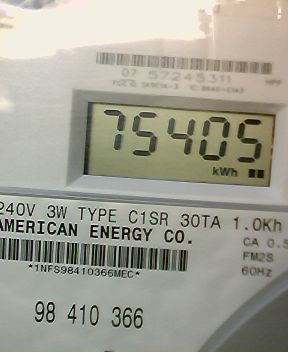 07 57245311
75405
kWh
240V 3W TYPE C1SR 30TA 1.0Kh
AMERICAN ENERGY CO.
CA 0.5
FM2S
60Hz
*1NFS98410366MEC*
98 410 366